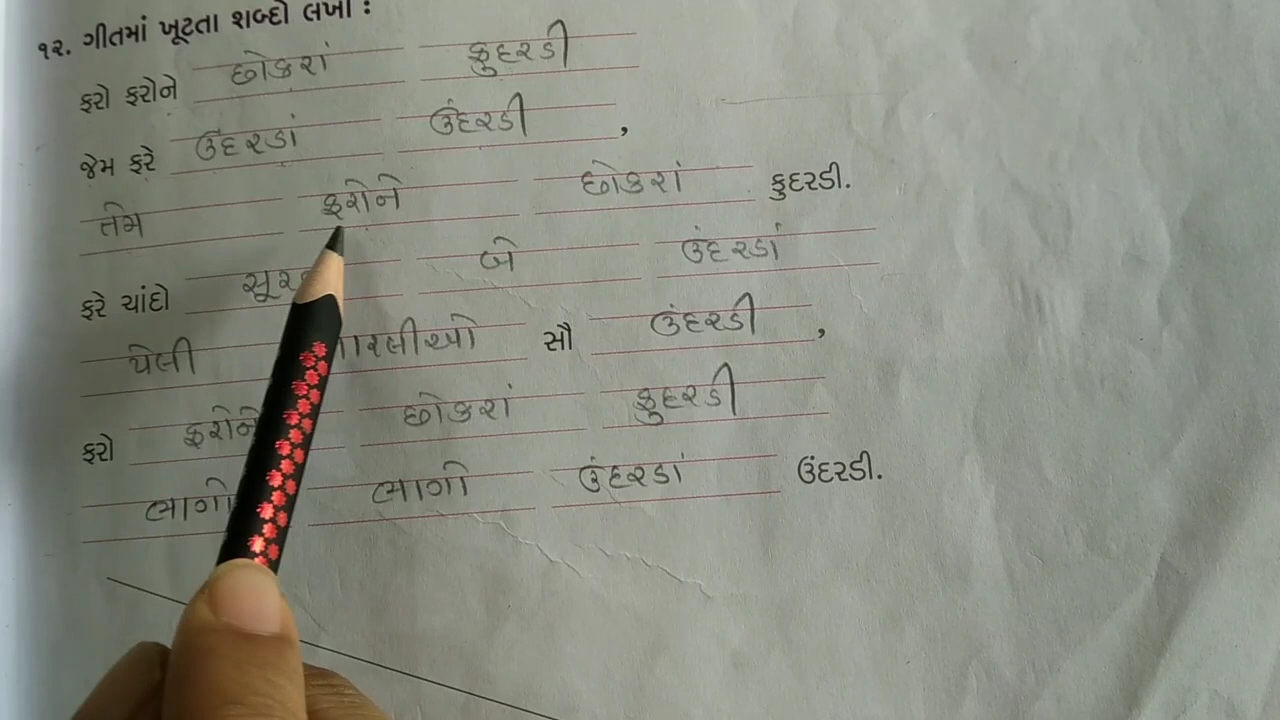 ૧૨. ગીતમાં ખૂટતા શબ્દો લખો :
ફરો ફરોને છોકરાં ફુદરડી
જેમ ફરે ઉંદરડાં ઉંદરડી,
તેમ ફરોને છોકરાં ફુદરડી.
ફરે ચાંદો બે ઉંદરડાં
પેલી સૌ ઉંદરડી,
ફરો ફરોને છોકરાં ફુદરડી
ભાગો ભાગો ઉંદરડાં ઉંદરડી.